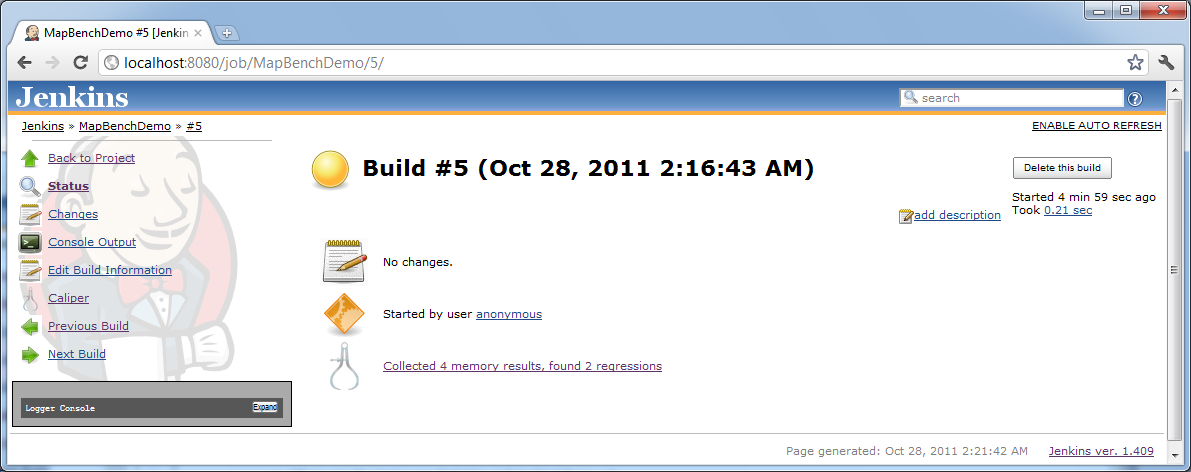 MapBenchDemo #5 [Jenkin
localhost:8080/job/MapBenchDemo/5/
Jenkins
search
Jenkins » MapBenchDemo » #5
ENABLE AUTO REFRESH
Back to Project
Status
Changes
Console Output
Edit Build Information
Caliper
Previous Build
Next Build
Logger Console
Expand
Build #5 (Oct 28, 2011 2:16:43 AM)
Delete this build
Started 4 min 59 sec ago
Took 0.21 sec
add description
No changes.
Started by user anonymous
Collected 4 memory results, found 2 regressions
Page generated: Oct 28, 2011 2:21:42 AM
Jenkins ver. 1.409